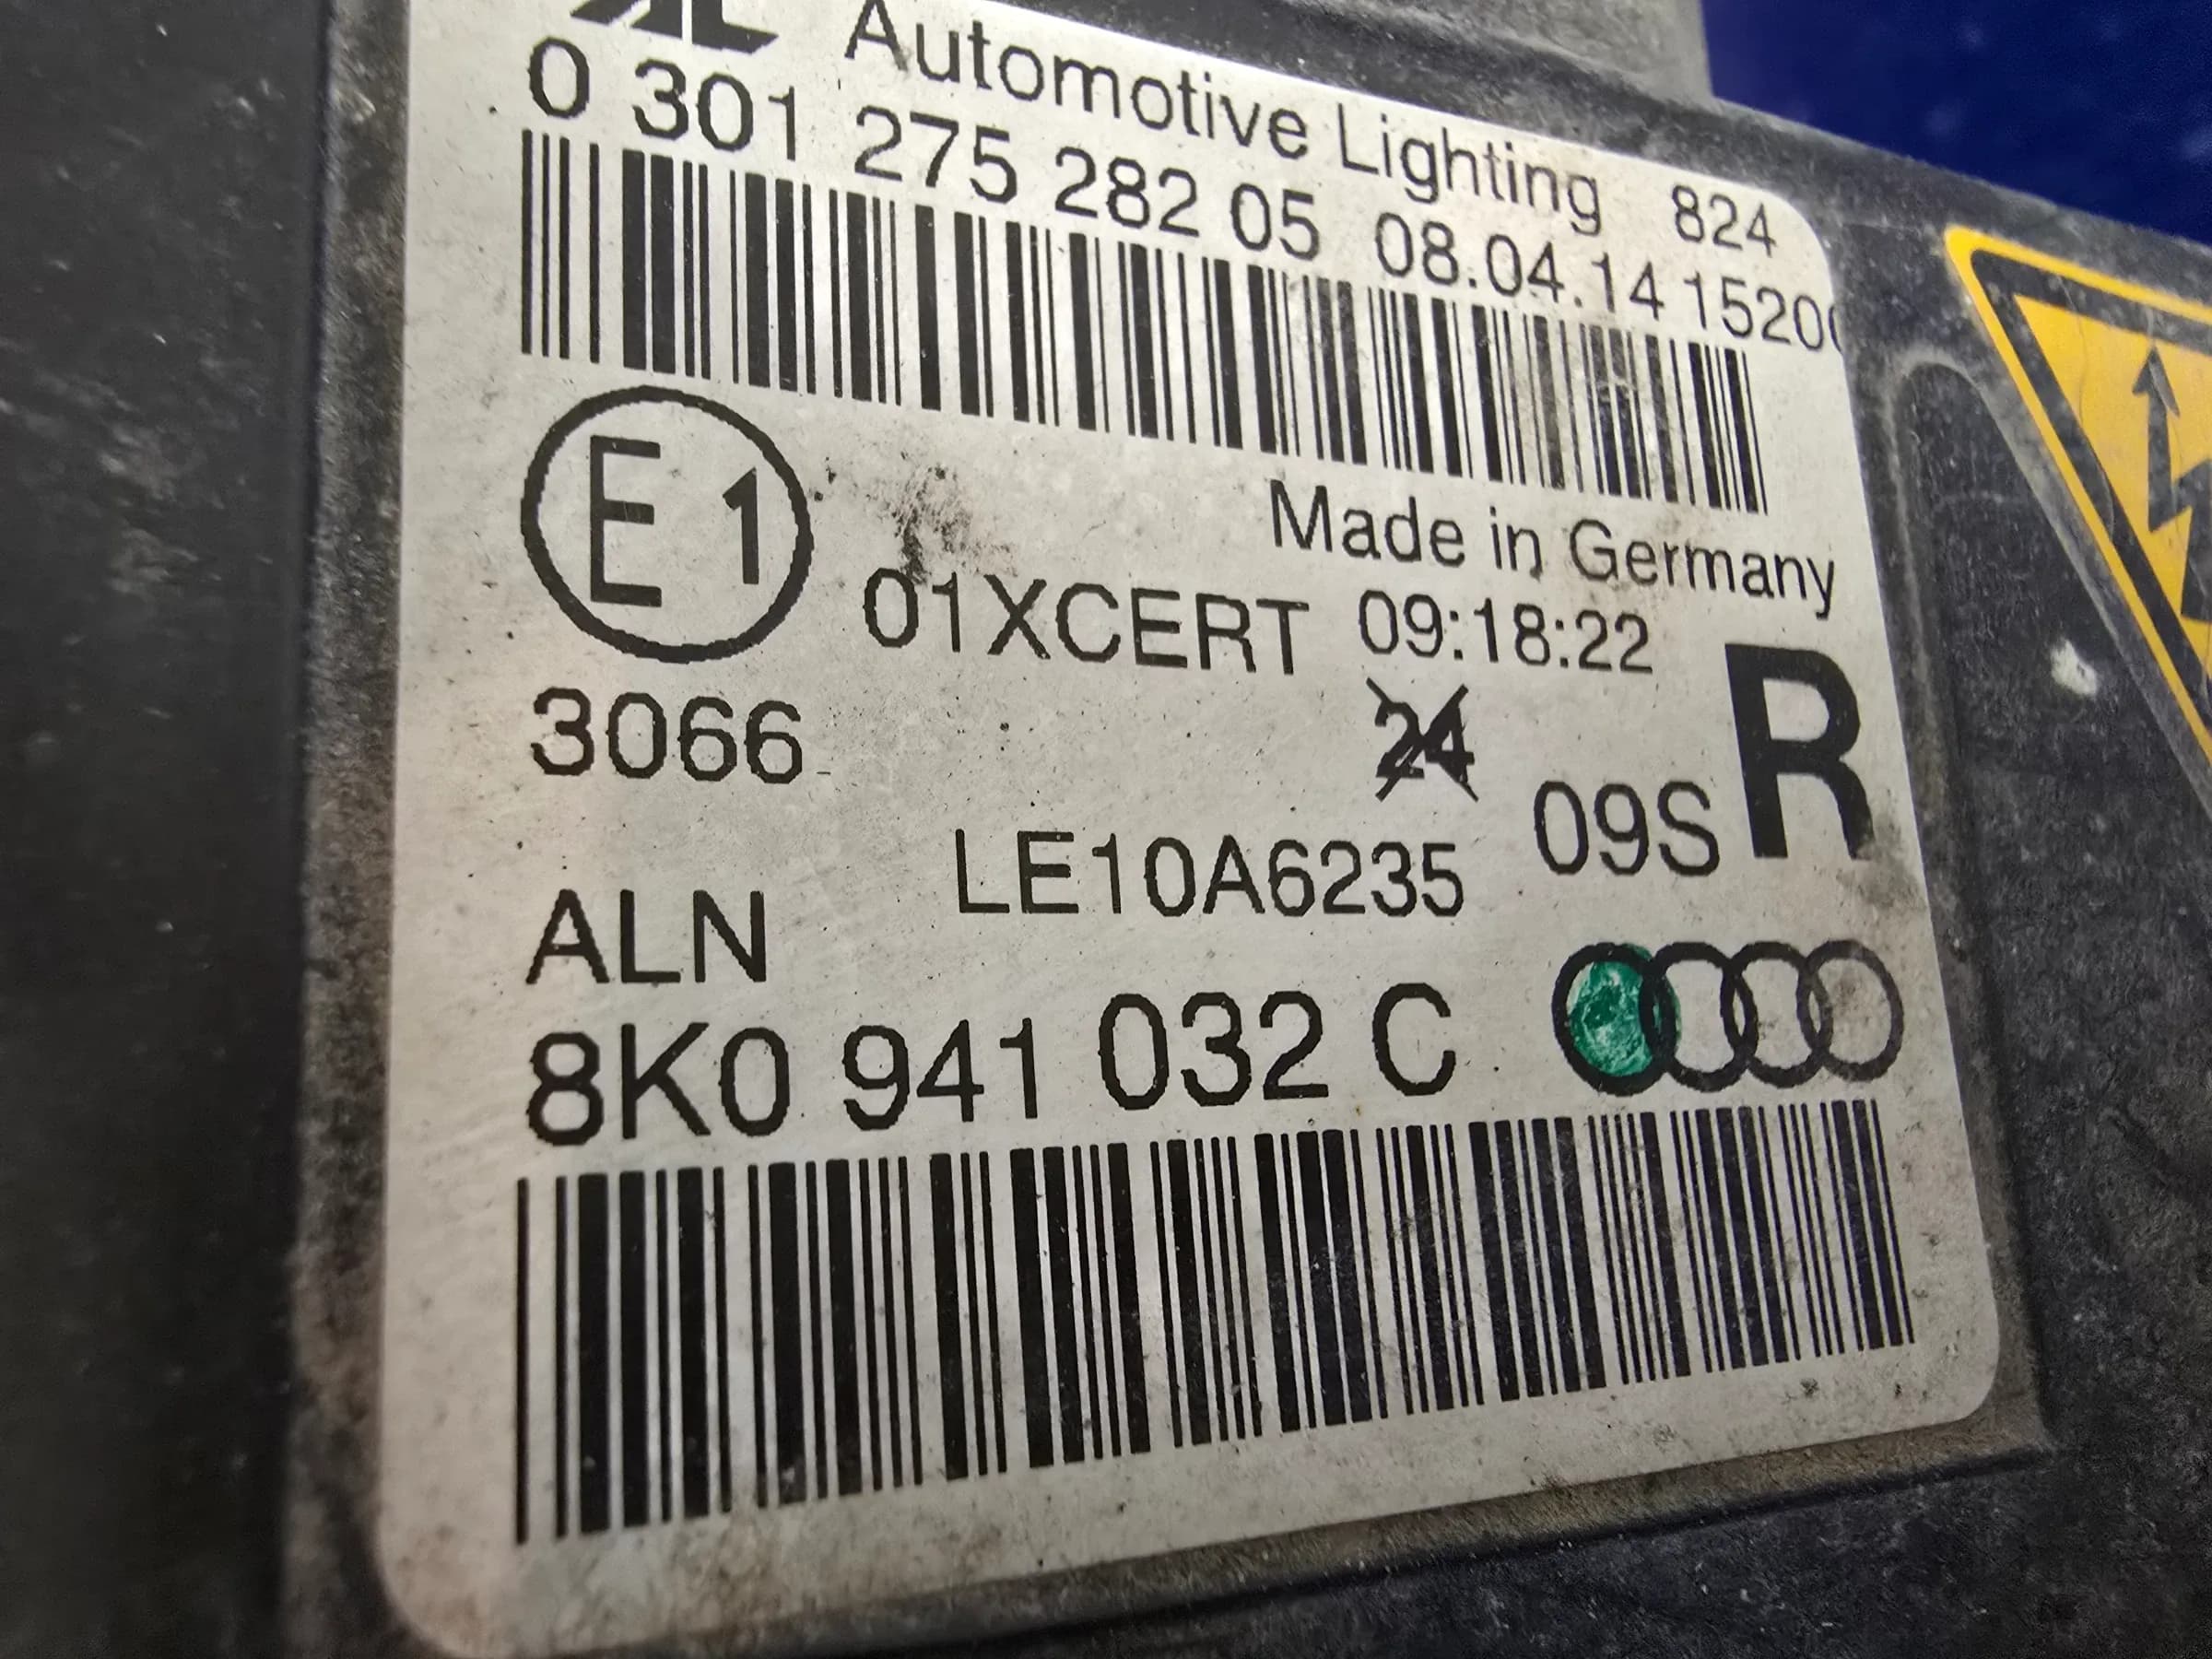 AL Automotive Lighting 824
0 301 275 282 05 08.04.14 1520
Made in Germany
E1 01XCERT 09:18:22
3066 24 R
LE10A6235 09S
ALN
8K0 941 032 C